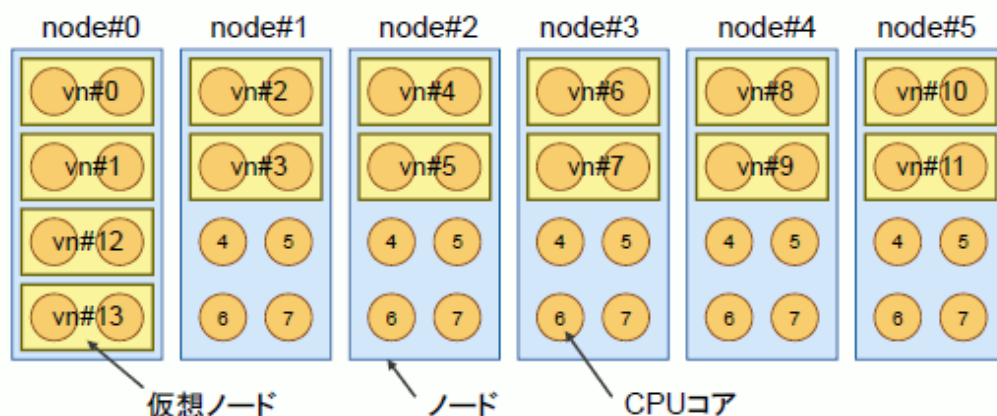 node#0 node#1 node#2 node#3 node#4 node#5
vn#0 vn#2 vn#4 vn#6 vn#8 vn#10
vn#1 vn#3 vn#5 vn#7 vn#9 vn#11
vn#12 4 5 4 5 4 5 4 5 4 5
vn#13 6 7 6 7 6 7 6 7 6 7
仮想ノード ノード CPUコア